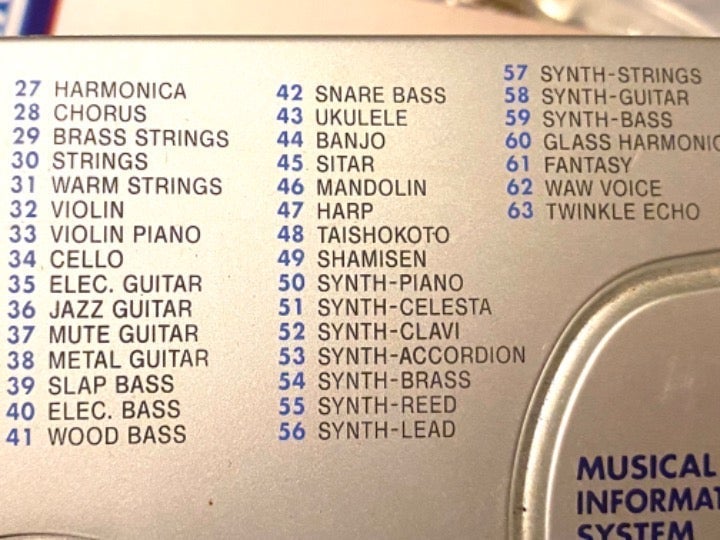 27 HARMONICA
28 CHORUS
29 BRASS STRINGS
30 STRINGS
31 WARM STRINGS
32 VIOLIN
33 VIOLIN PIANO
34 CELLO
35 ELEC. GUITAR
36 JAZZ GUITAR
37 MUTE GUITAR
38 METAL GUITAR
39 SLAP BASS
40 ELEC. BASS
41 WOOD BASS
42 SNARE BASS
43 UKULELE
44 BANJO
45 SITAR
46 MANDOLIN
47 HARP
48 TAISHOKOTO
49 SHAMISEN
50 SYNTH-PIANO
51 SYNTH-CELESTA
52 SYNTH-CLAVI
53 SYNTH-ACCORDION
54 SYNTH-BRASS
55 SYNTH-REED
56 SYNTH-LEAD
57 SYNTH-STRINGS
58 SYNTH-GUITAR
59 SYNTH-BASS
60 GLASS HARMONIC
61 FANTASY
62 WAW VOICE
63 TWINKLE ECHO
MUSICAL
INFORMAT
SYSTEM